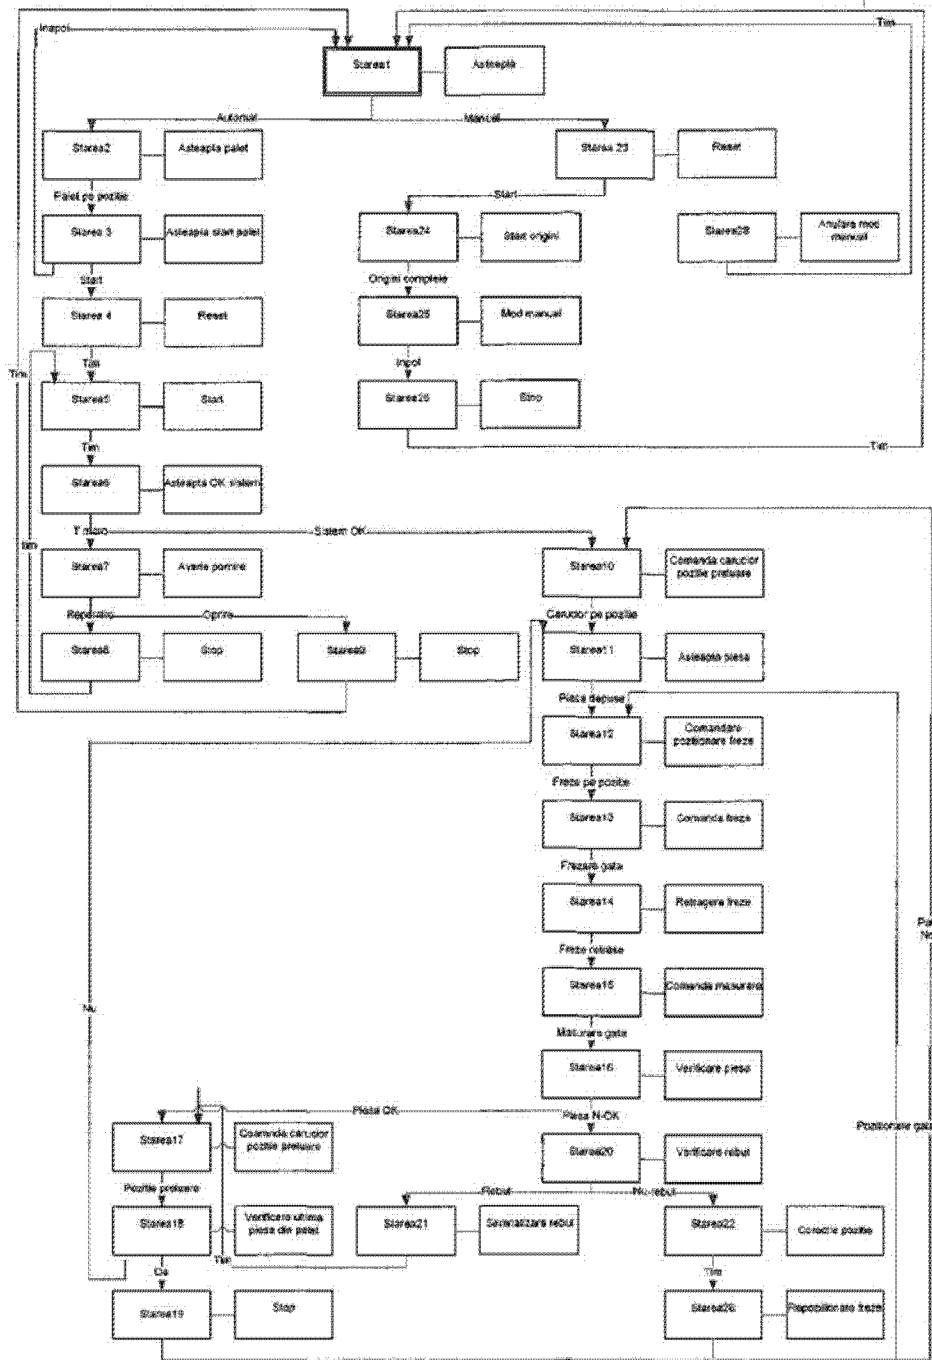 Inapoi
Tim
Starea1
Asteapta
Automat
Manual
Starea2
Asteapta palet
Starea 23
Reset
Palet pe pozitie
Start
Starea 3
Asteapta start palet
Starea24
Start origini
Starea28
Anulare mod
manual
Start
Origini complete
Starea 4
Reset
Starea25
Mod manual
Tim
Tim
Inpoi
Starea5
Start
Stop
Tim
Tim
Starea6
Asteapta OK sistem
Sistem OK
tim
Starea7
Avarie pornire
Starea10
Comanda carucior
pozitie preluare
Oprire
Carucior pe pozitie
Starea8
Stop
Starea9
Stop
Starea11
Asteapta piesa
Piesa depusa
Starea12
Comandare
pozitionare freze
Freze pe pozitie
Starea13
Comanda freze
Frezare gata
Starea14
Retragere freze
Freze retrase
Starea15
Comanda masurare
Nu
Masurare gata
Starea16
Verificare piesa
Piesa OK
Piesa N-OK
Pozitionare gata
Starea17
Comanda carucior
pozitie preluare
Starea20
Verificare rebut
Pozitie preluare
Rebut
Nu rebut
Starea18
Verificare ultima
piesa din palet
Starea21
Semnalizare rebut
Starea22
Corectie pozitie
Da
Tim
Tim
Starea19
Stop
Starea26
Repozitionare freze